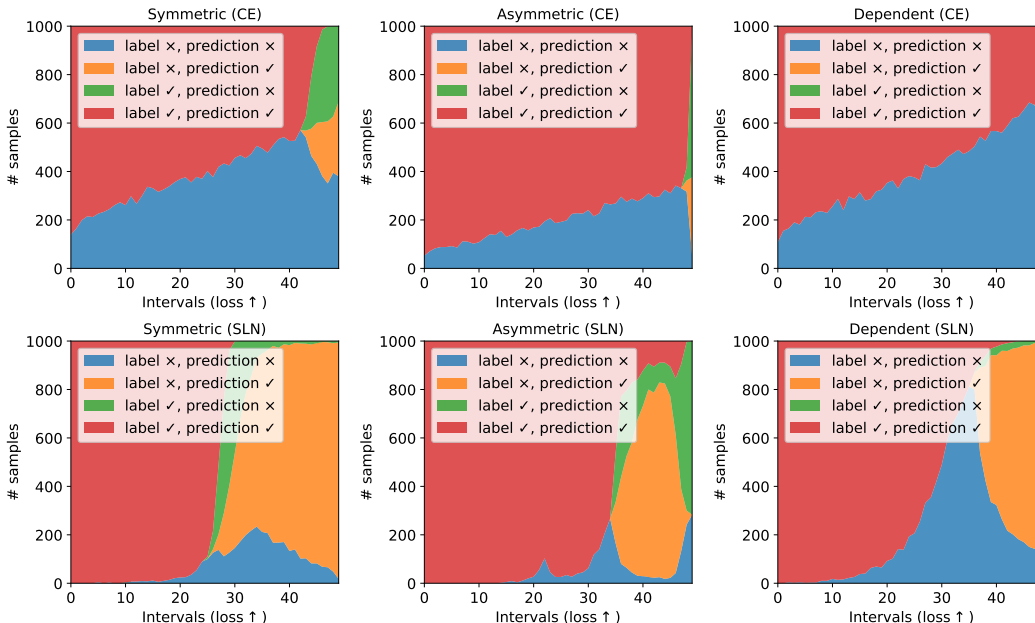 Symmetric (CE)
1000
800
600
400
200
0
# samples
label ×, prediction ×
label ×, prediction ✓
label ✓, prediction ×
label ✓, prediction ✓
0 10 20 30 40
Intervals (loss ↑)
Asymmetric (CE)
1000
800
600
400
200
0
# samples
label ×, prediction ×
label ×, prediction ✓
label ✓, prediction ×
label ✓, prediction ✓
0 10 20 30 40
Intervals (loss ↑)
Dependent (CE)
1000
800
600
400
200
0
# samples
label ×, prediction ×
label ×, prediction ✓
label ✓, prediction ×
label ✓, prediction ✓
0 10 20 30 40
Intervals (loss ↑)
Symmetric (SLN)
1000
800
600
400
200
0
# samples
label ×, prediction ×
label ×, prediction ✓
label ✓, prediction ×
label ✓, prediction ✓
0 10 20 30 40
Intervals (loss ↑)
Asymmetric (SLN)
1000
800
600
400
200
0
# samples
label ×, prediction ×
label ×, prediction ✓
label ✓, prediction ×
label ✓, prediction ✓
0 10 20 30 40
Intervals (loss ↑)
Dependent (SLN)
1000
800
600
400
200
0
# samples
label ×, prediction ×
label ×, prediction ✓
label ✓, prediction ×
label ✓, prediction ✓
0 10 20 30 40
Intervals (loss ↑)